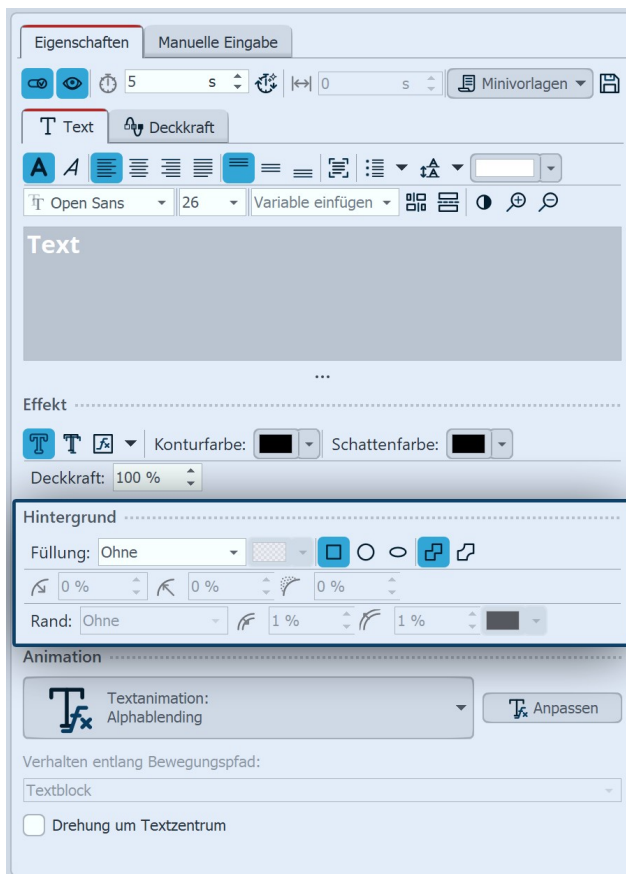 Eigenschaften Manuelle Eingabe
5 s 0 s Minivorlagen
Text Deckkraft
Open Sans 26 Variable einfügen
Text
...
Effekt
Konturfarbe: Schattenfarbe:
Deckkraft: 100 %
Hintergrund
Füllung: Ohne
0 % 0 % 0 %
Rand: Ohne 1 % 1 %
Animation
Textanimation:
Alphablending
Anpassen
Verhalten entlang Bewegungspfad:
Textblock
Drehung um Textzentrum